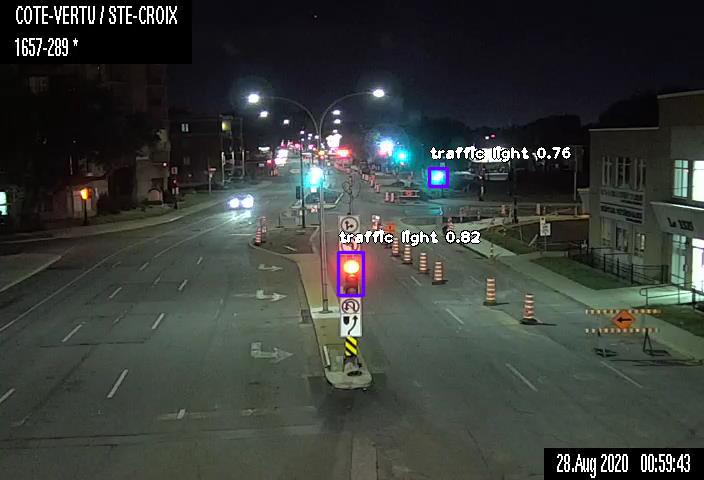 COTE-VERTU / STE-CROIX
1657-289 *
traffic light 0.76
traffic light 0.82
28.Aug 2020 00:59:43